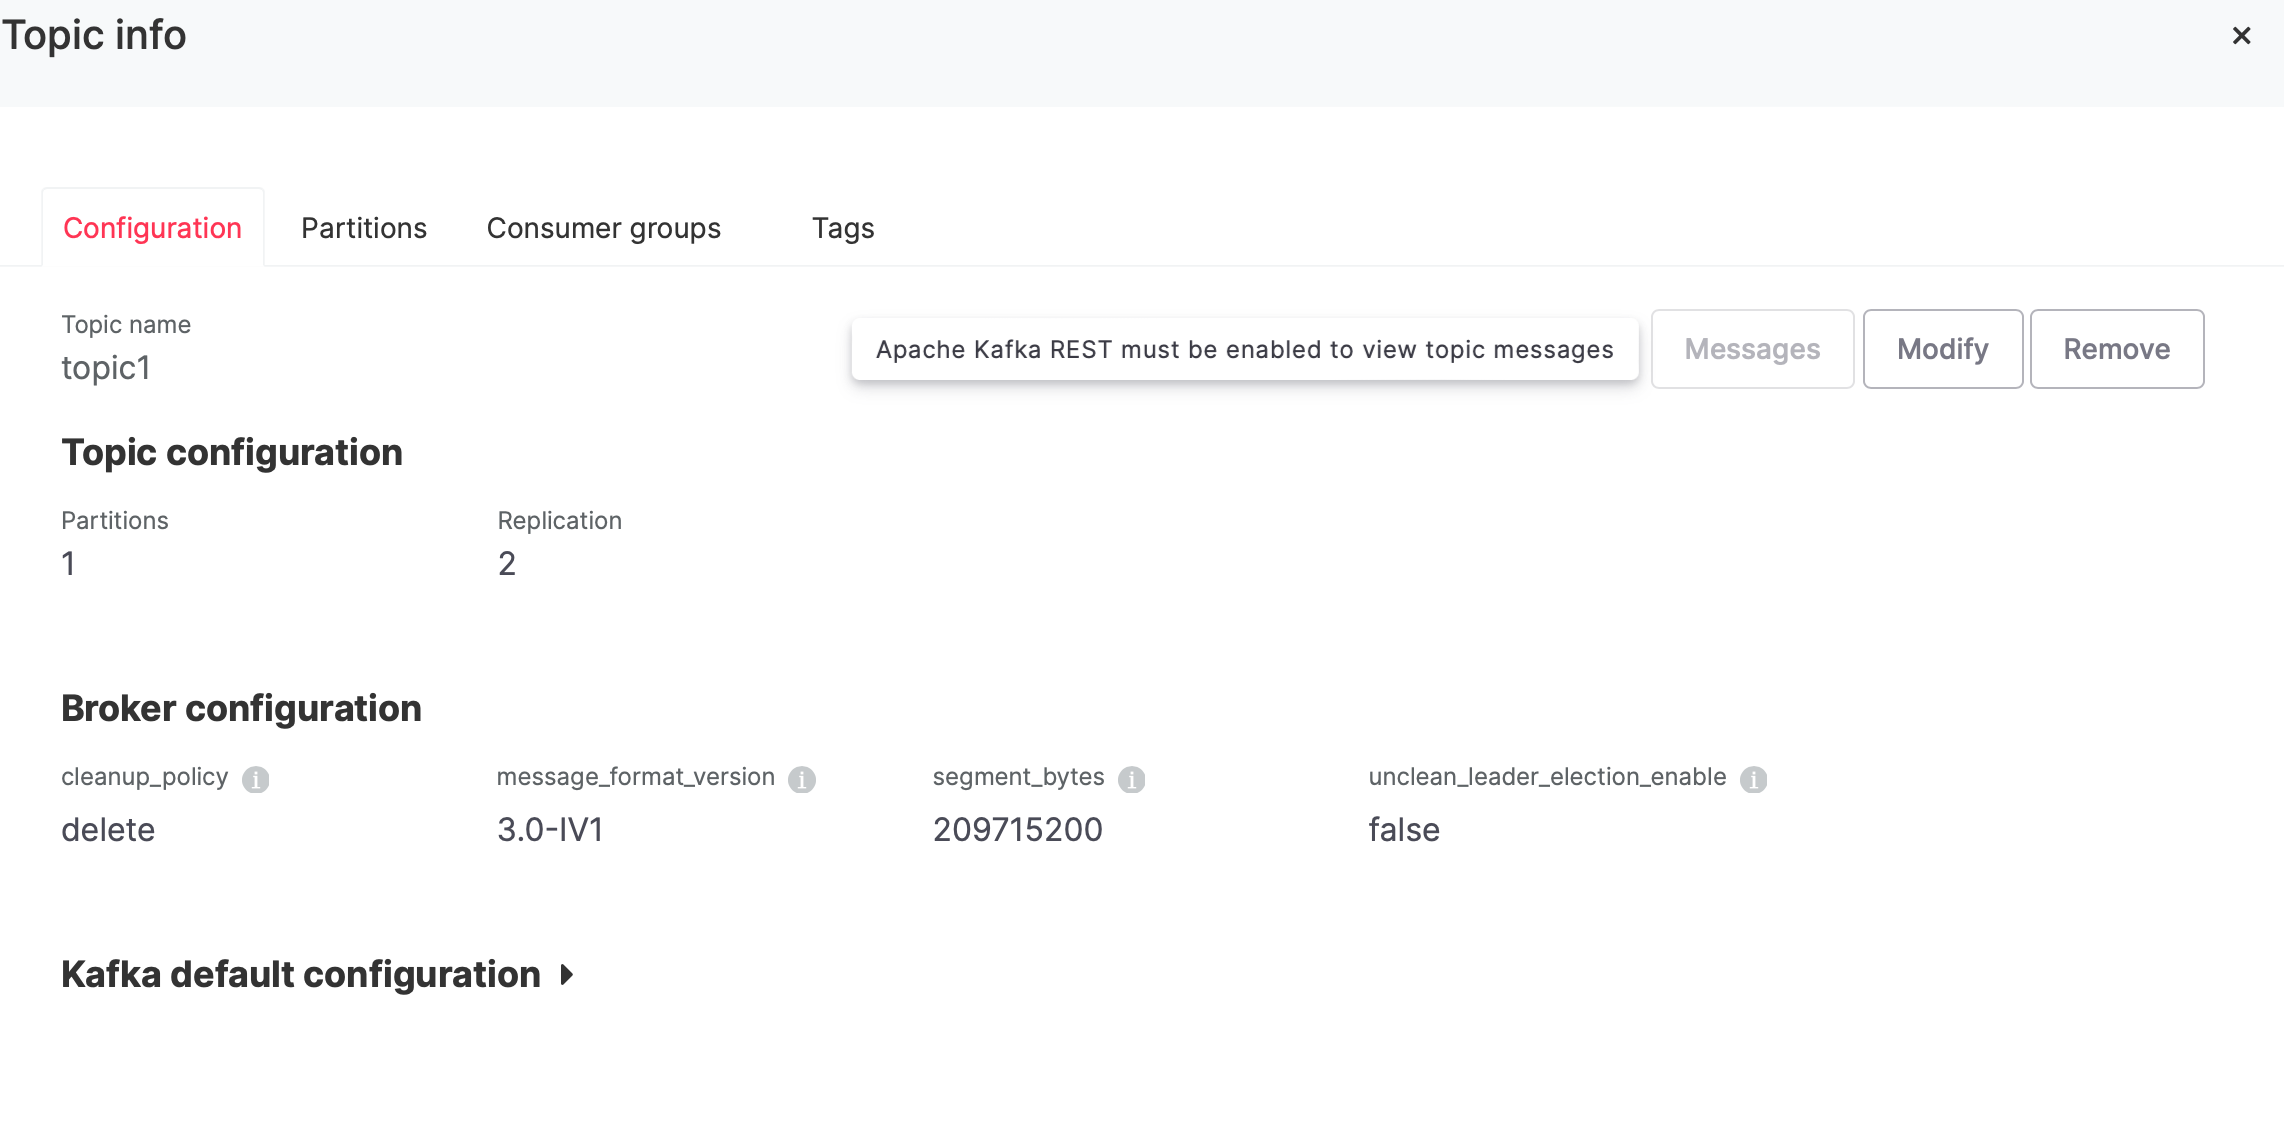 Topic info
Configuration Partitions Consumer groups Tags
Topic name
topic1
Apache Kafka REST must be enabled to view topic messages Messages Modify Remove
Topic configuration
Partitions Replication
1 2
Broker configuration
cleanup_policy message_format_version segment_bytes unclean_leader_election_enable
delete 3.0-IV1 209715200 false
Kafka default configuration